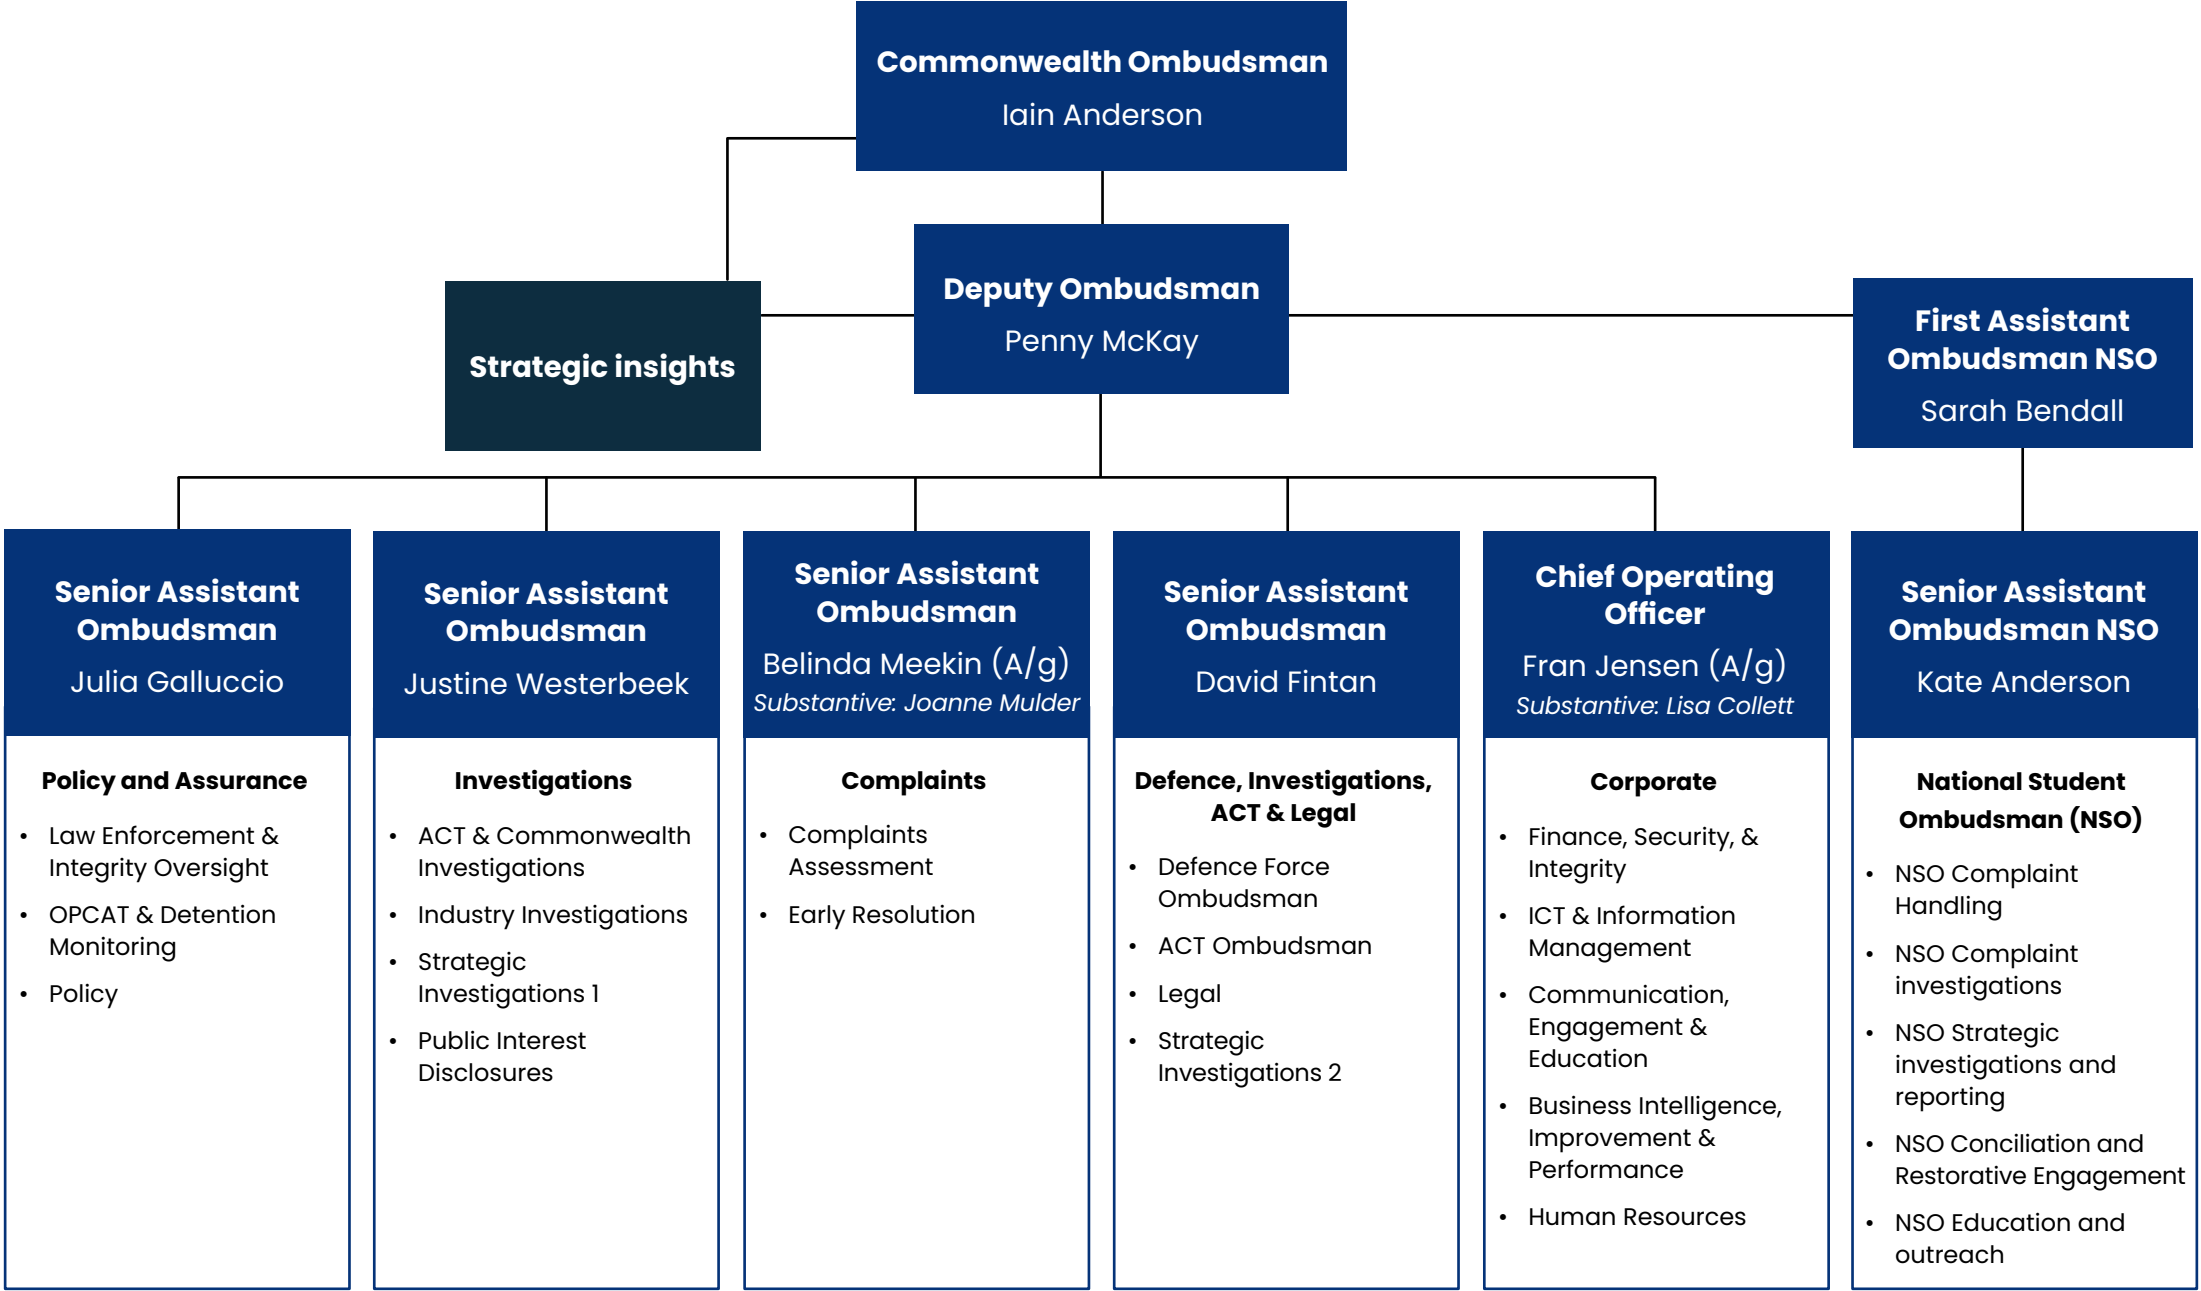 Commonwealth Ombudsman
Iain Anderson
Deputy Ombudsman
Penny McKay
Strategic insights
First Assistant
Ombudsman NSO
Sarah Bendall
Senior Assistant
Ombudsman
Julia Galluccio
Policy and Assurance
• Law Enforcement &
Integrity Oversight
• OPCAT & Detention
Monitoring
• Policy
Senior Assistant
Ombudsman
Justine Westerbeek
Investigations
• ACT & Commonwealth
Investigations
• Industry Investigations
• Strategic
Investigations 1
• Public Interest
Disclosures
Senior Assistant
Ombudsman
Belinda Meekin (A/g)
Substantive: Joanne Mulder
Complaints
• Complaints
Assessment
• Early Resolution
Senior Assistant
Ombudsman
David Fintan
Defence, Investigations,
ACT & Legal
• Defence Force
Ombudsman
• ACT Ombudsman
• Legal
• Strategic
Investigations 2
Chief Operating
Officer
Fran Jensen (A/g)
Substantive: Lisa Collett
Corporate
• Finance, Security, &
Integrity
• ICT & Information
Management
• Communication,
Engagement &
Education
• Business Intelligence,
Improvement &
Performance
• Human Resources
Senior Assistant
Ombudsman NSO
Kate Anderson
National Student
Ombudsman (NSO)
• NSO Complaint
Handling
• NSO Complaint
investigations
• NSO Strategic
investigations and
reporting
• NSO Conciliation and
Restorative Engagement
• NSO Education and
outreach